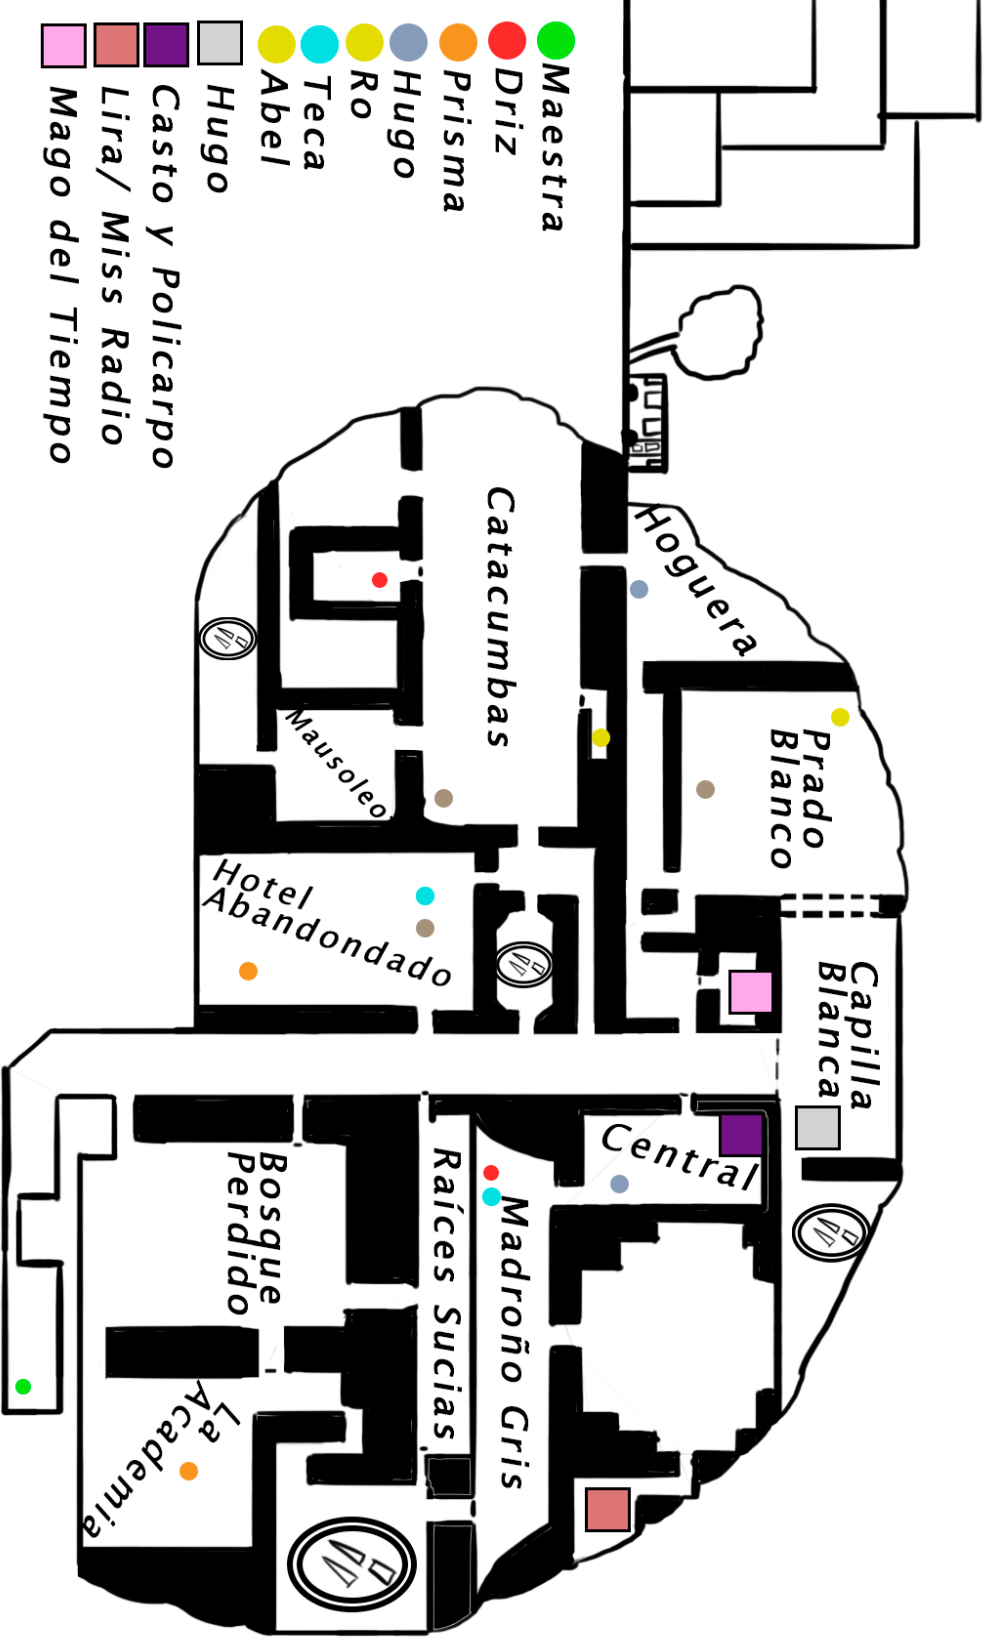 Maestra
Driz
Prisma
Hugo
Ro
Teca
Abel
Hugo
Casto y Policarpo
Lira/ Miss Radio
Mago del Tiempo
Hoguera
Prado
Blanco
Capilla
Blanca
Catacumbas
Mausoleo
Hotel
Abandondado
Central
Madroño Gris
Raíces Sucias
Bosque
Perdido
La
Academia